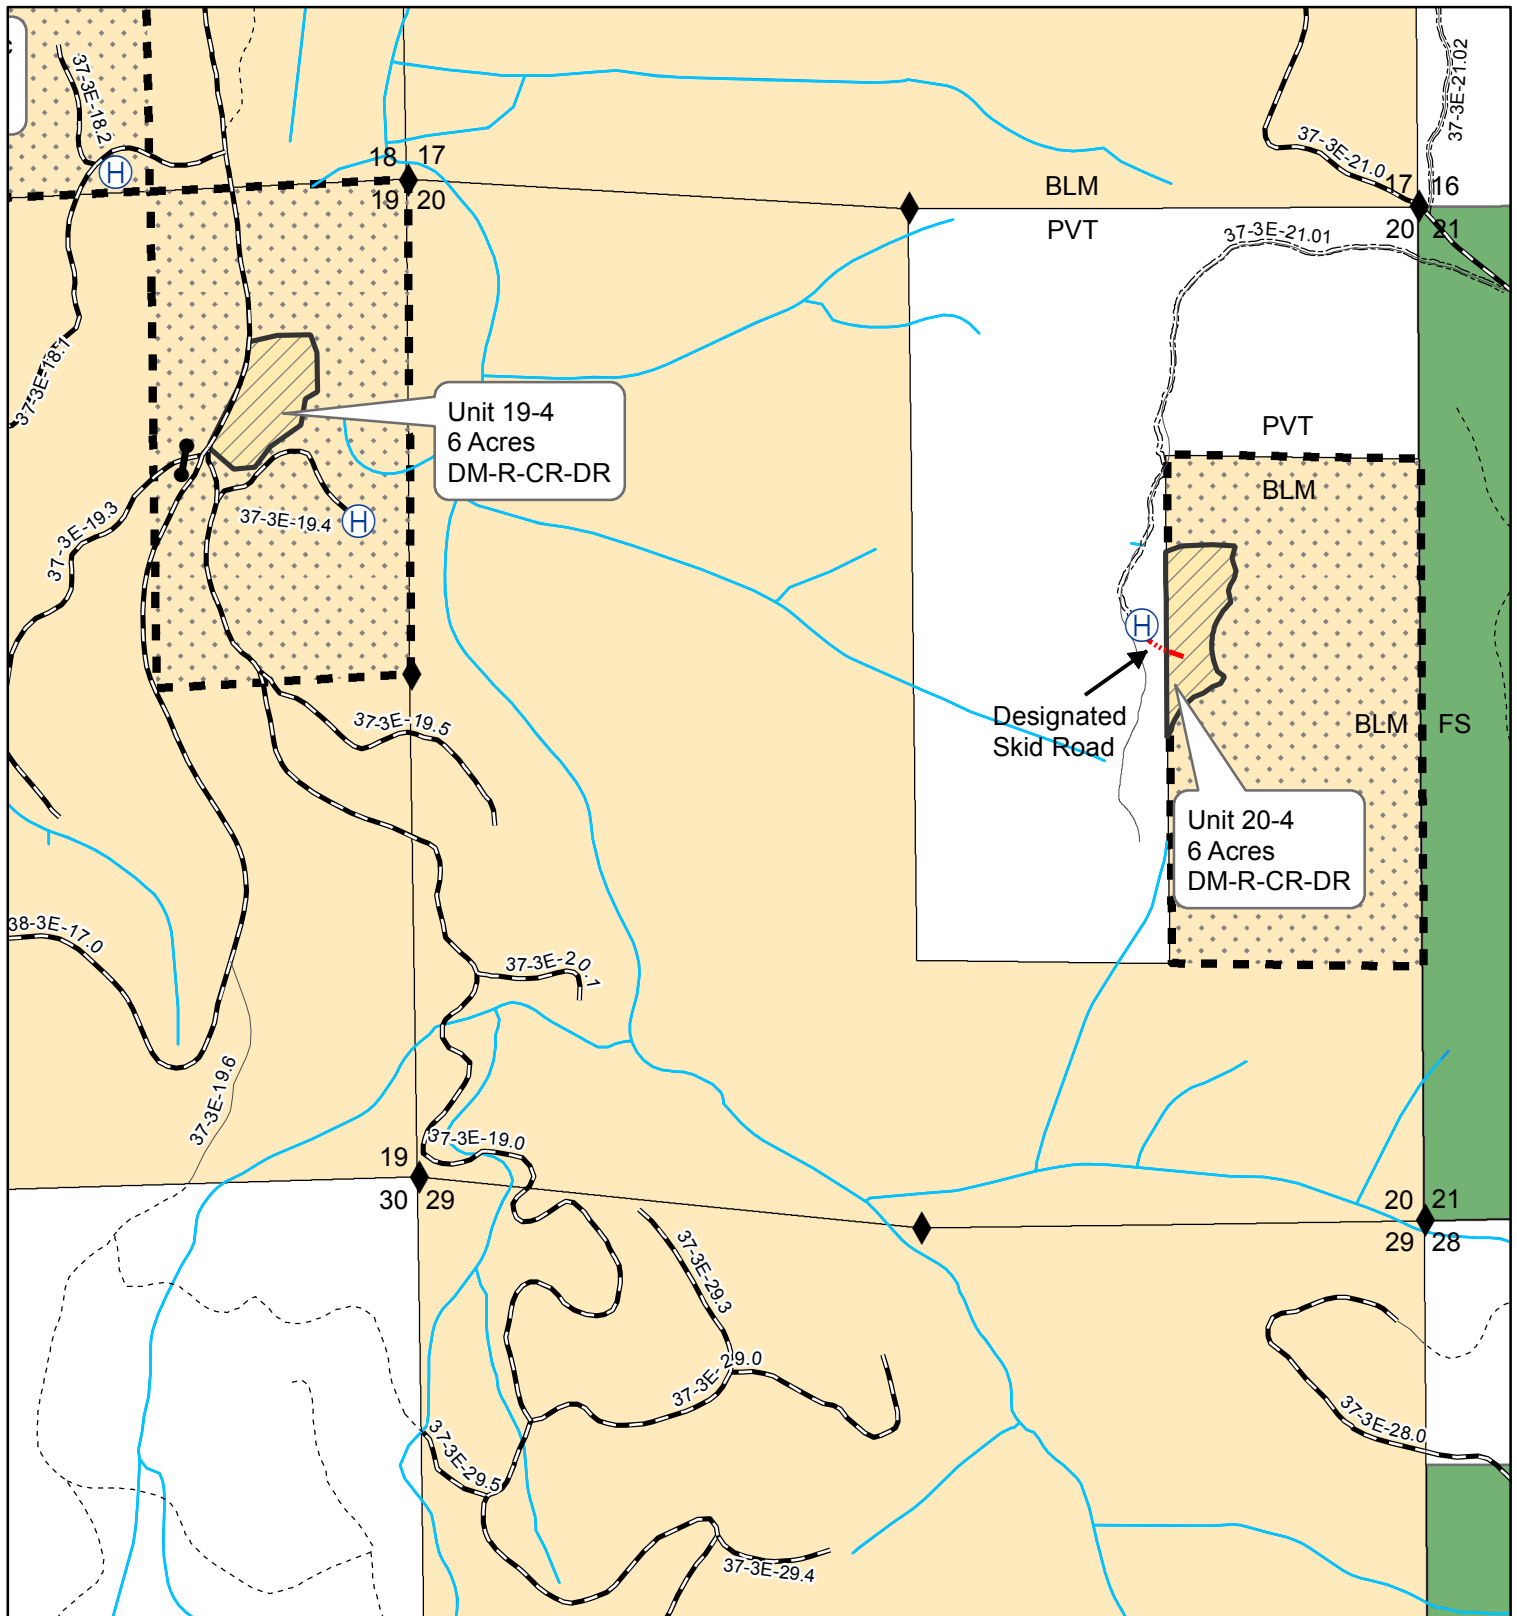 37-3E-18.2
H
18 17
19 20
BLM
PVT
37-3E-21.0
37-3E-21.02
17 16
20 21
37-3E-21.01
37-3E-18.1
Unit 19-4
6 Acres
DM-R-CR-DR
PVT
BLM
37-3E-19.3
37-3E-19.4
H
H
Designated
Skid Road
BLM FS
37-3E-19.5
Unit 20-4
6 Acres
DM-R-CR-DR
38-3E-17.0
37-3E-20.1
37-3E-19.6
37-3E-19.0
19
30 29
20 21
29 28
37-3E-29.3
37-3E-29.0
37-3E-28.0
37-3E-29.5
37-3E-29.4